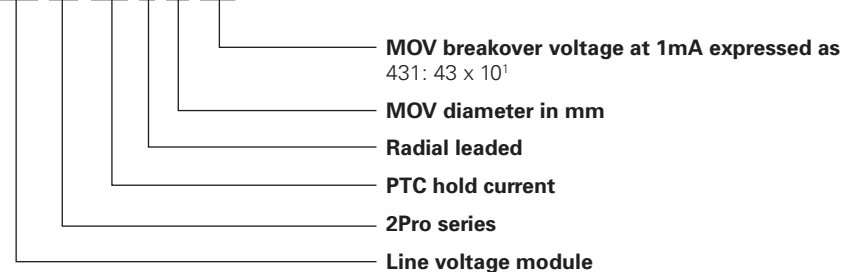 MOV breakover voltage at 1mA expressed as
431: 43 x 10¹
MOV diameter in mm
Radial leaded
PTC hold current
2Pro series
Line voltage module